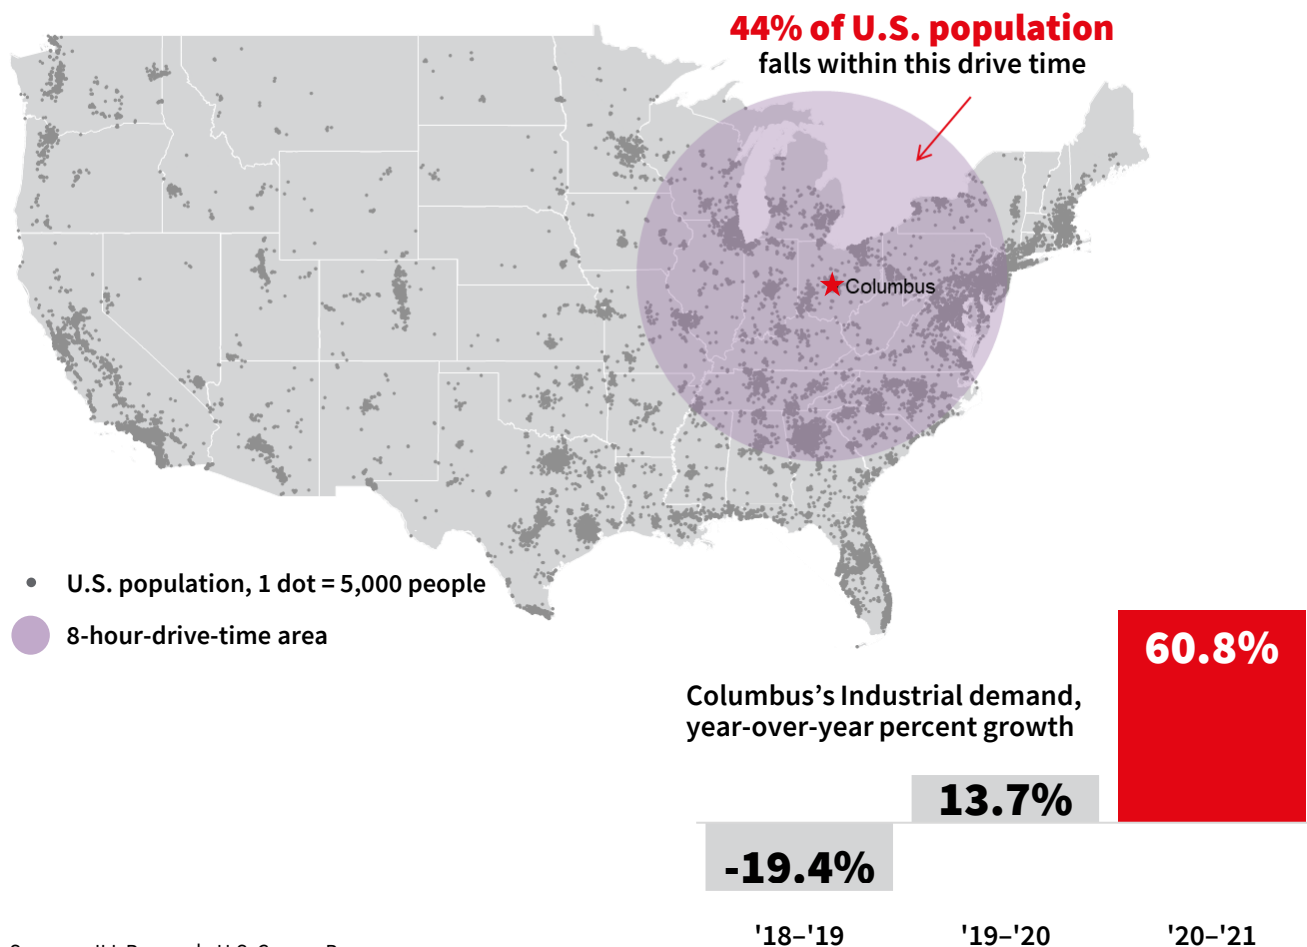 44% of U.S. population
falls within this drive time
Columbus
U.S. population, 1 dot = 5,000 people
8-hour-drive-time area
60.8%
Columbus's Industrial demand,
year-over-year percent growth
13.7%
-19.4%
'18–'19 '19–'20 '20–'21